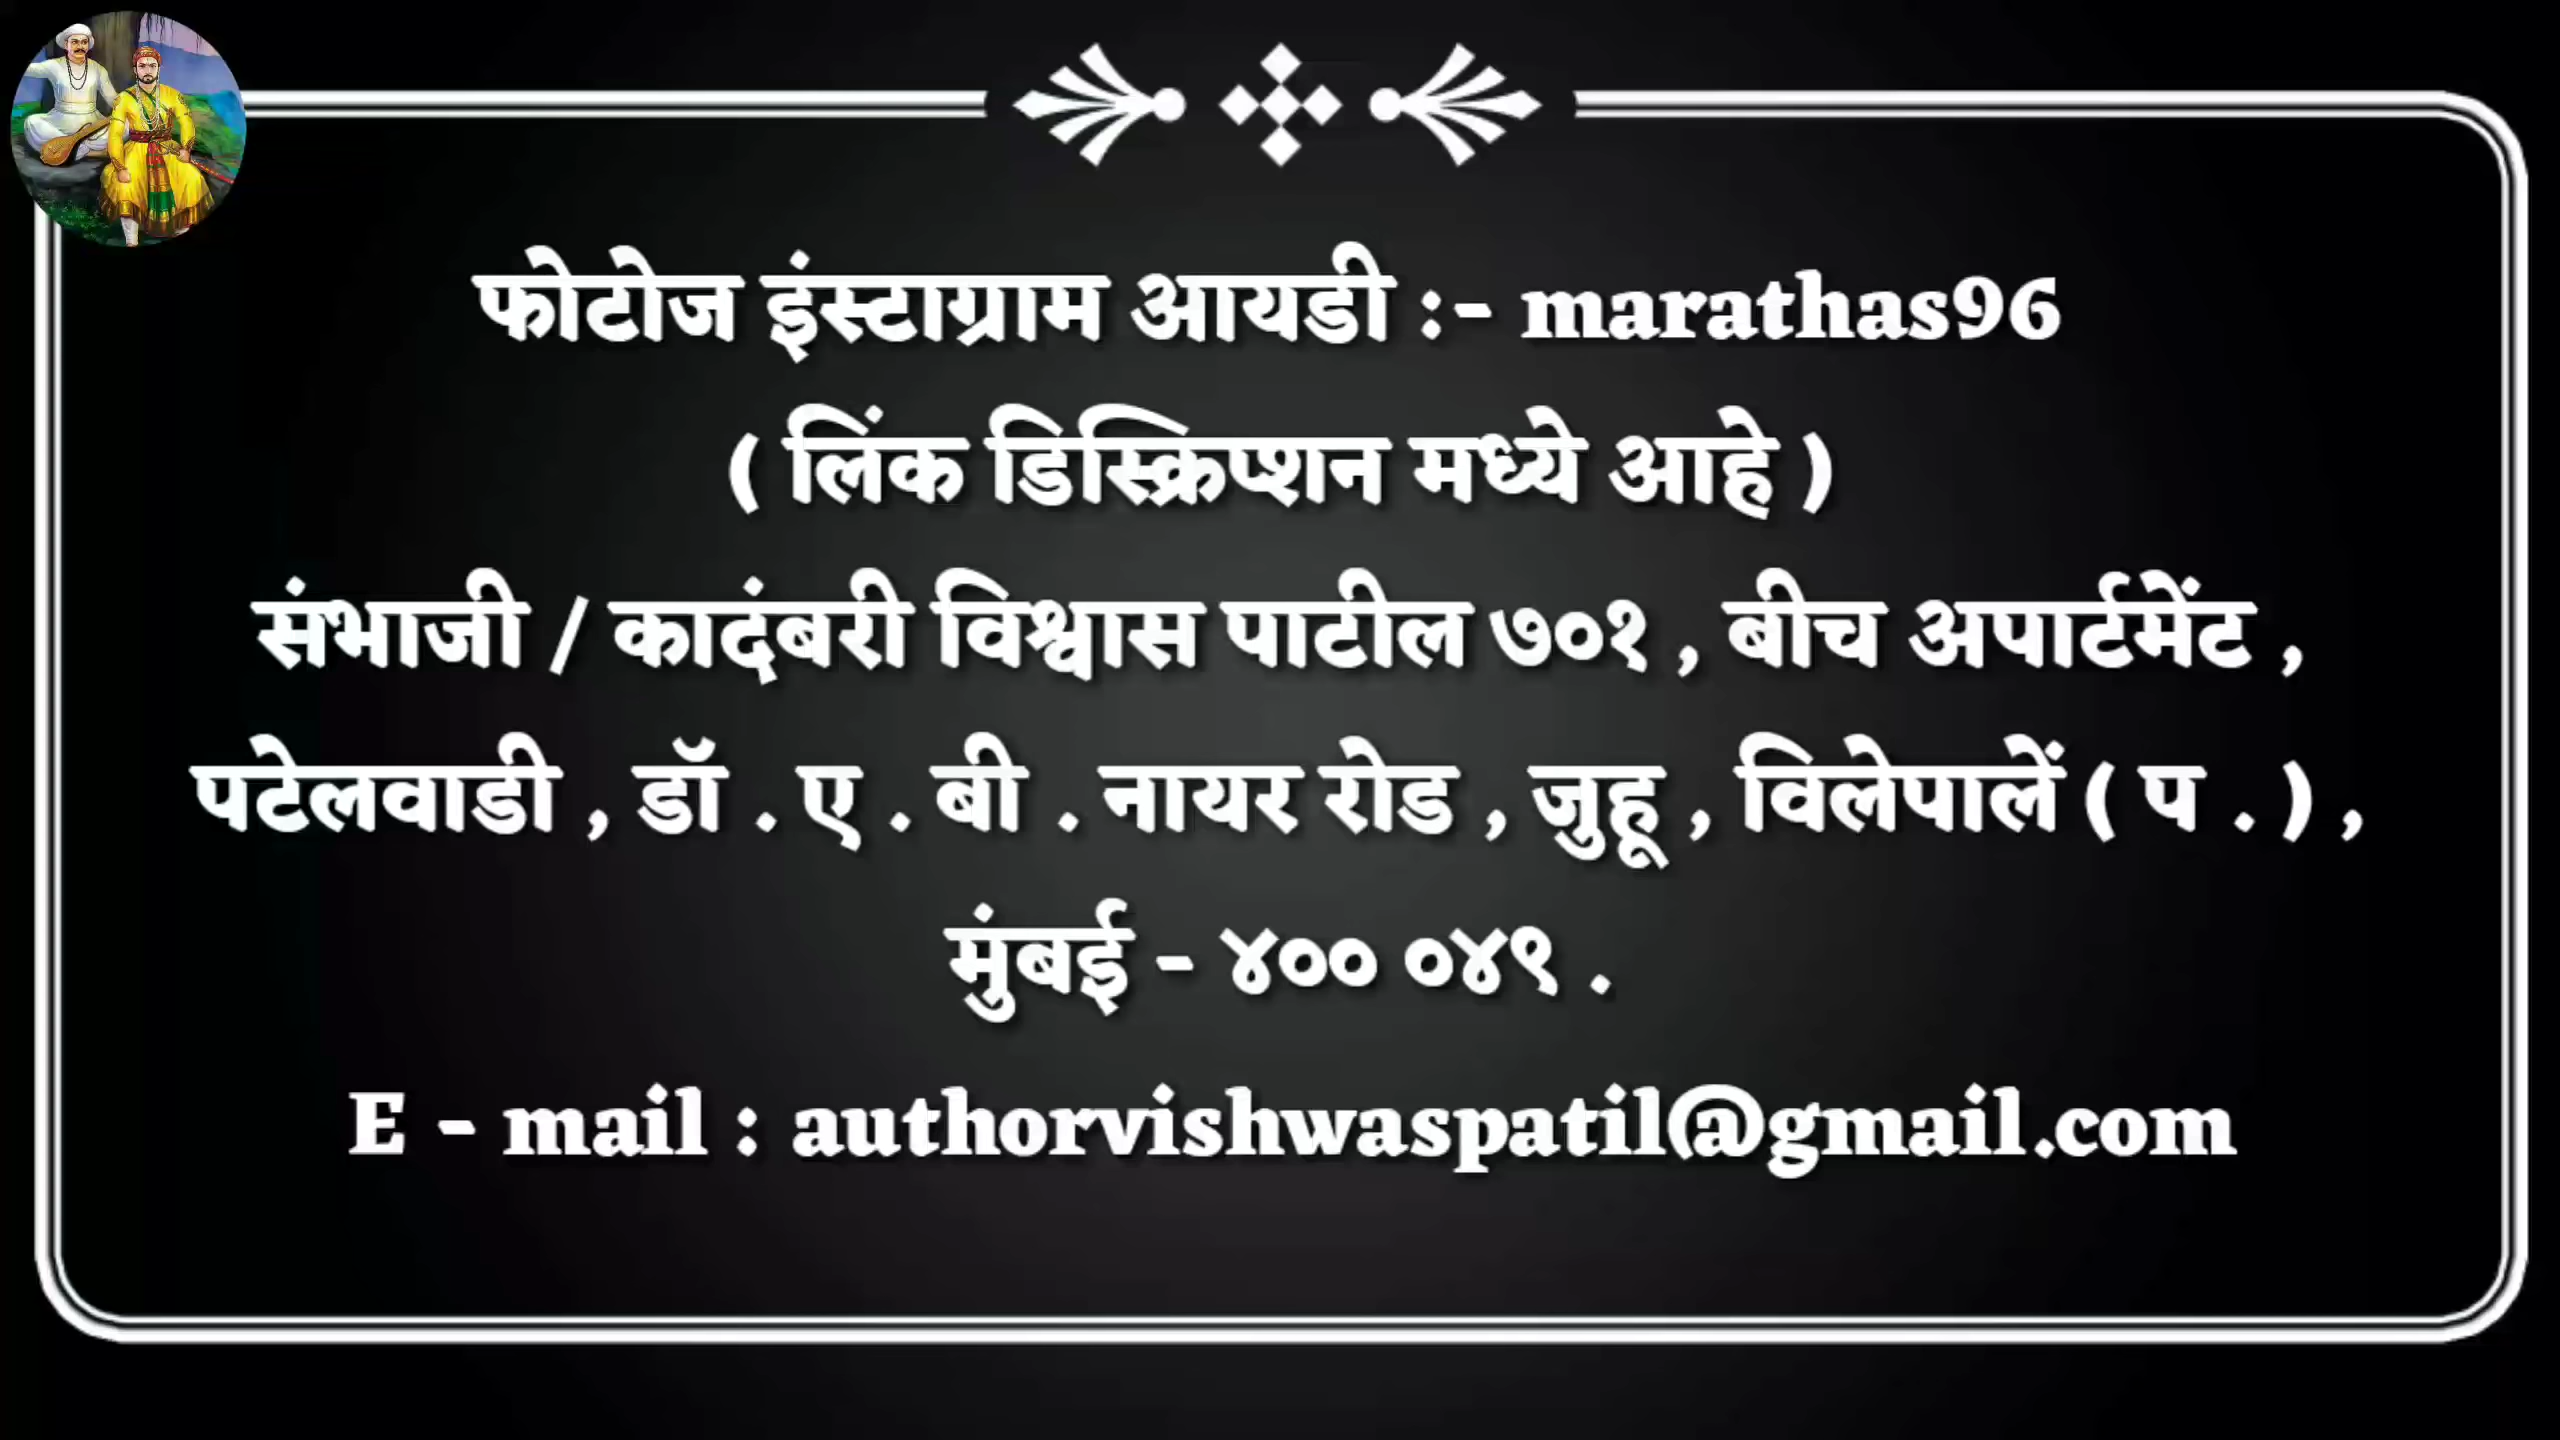 फोटोज इंस्टाग्राम आयडी :- marathas96
( लिंक डिस्क्रिप्शन मध्ये आहे )
संभाजी / कादंबरी विश्वास पाटील ७०१ , बीच अपार्टमेंट ,
पटेलवाडी , डॉ . ए . बी . नायर रोड , जुहू , विलेपालें ( प . ) ,
मुंबई - ४०० ०४९ .
E - mail : authorvishwaspatil@gmail.com